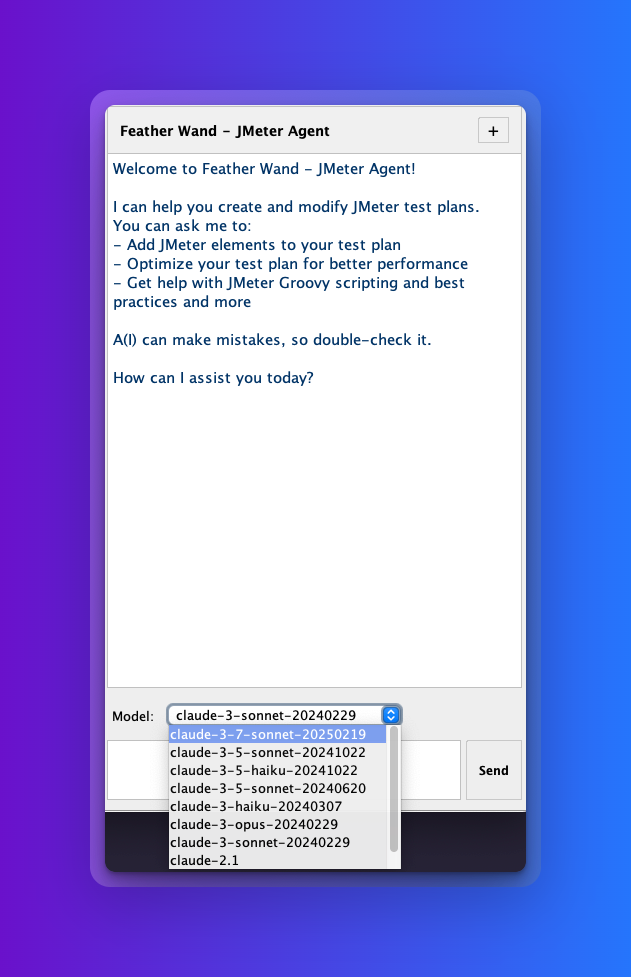 Feather Wand – JMeter Agent
+
Welcome to Feather Wand – JMeter Agent!
I can help you create and modify JMeter test plans.
You can ask me to:
– Add JMeter elements to your test plan
– Optimize your test plan for better performance
– Get help with JMeter Groovy scripting and best
practices and more
A(I) can make mistakes, so double–check it.
How can I assist you today?
Model: claude–3–sonnet–20240229
claude–3–7–sonnet–20250219
claude–3–5–sonnet–20241022
claude–3–5–haiku–20241022
claude–3–5–sonnet–20240620
claude–3–haiku–20240307
claude–3–opus–20240229
claude–3–sonnet–20240229
claude–2.1
Send